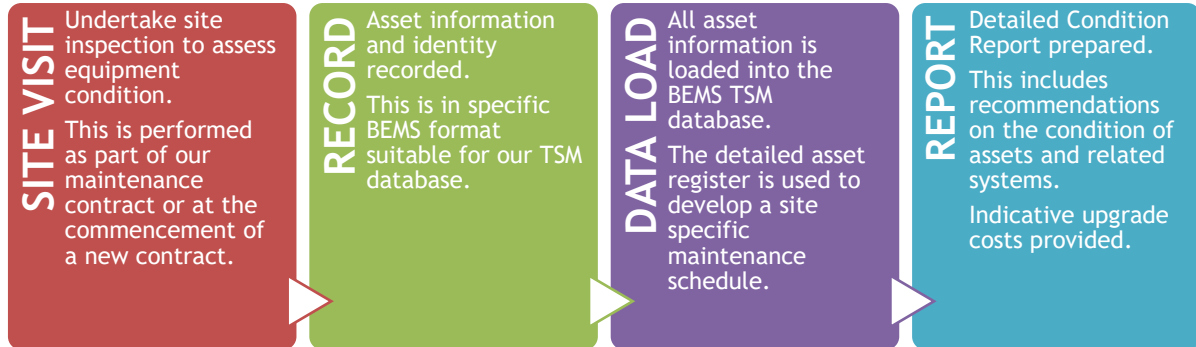 SITE VISIT
Undertake site
inspection to assess
equipment
condition.
This is performed
as part of our
maintenance
contract or at the
commencement of
a new contract.
RECORD
Asset information
and identity
recorded.
This is in specific
BEMS format
suitable for our TSM
database.
DATA LOAD
All asset
information is
loaded into the
BEMS TSM
database.
The detailed asset
register is used to
develop a site
specific
maintenance
schedule.
REPORT
Detailed Condition
Report prepared.
This includes
recommendations
on the condition of
assets and related
systems.
Indicative upgrade
costs provided.